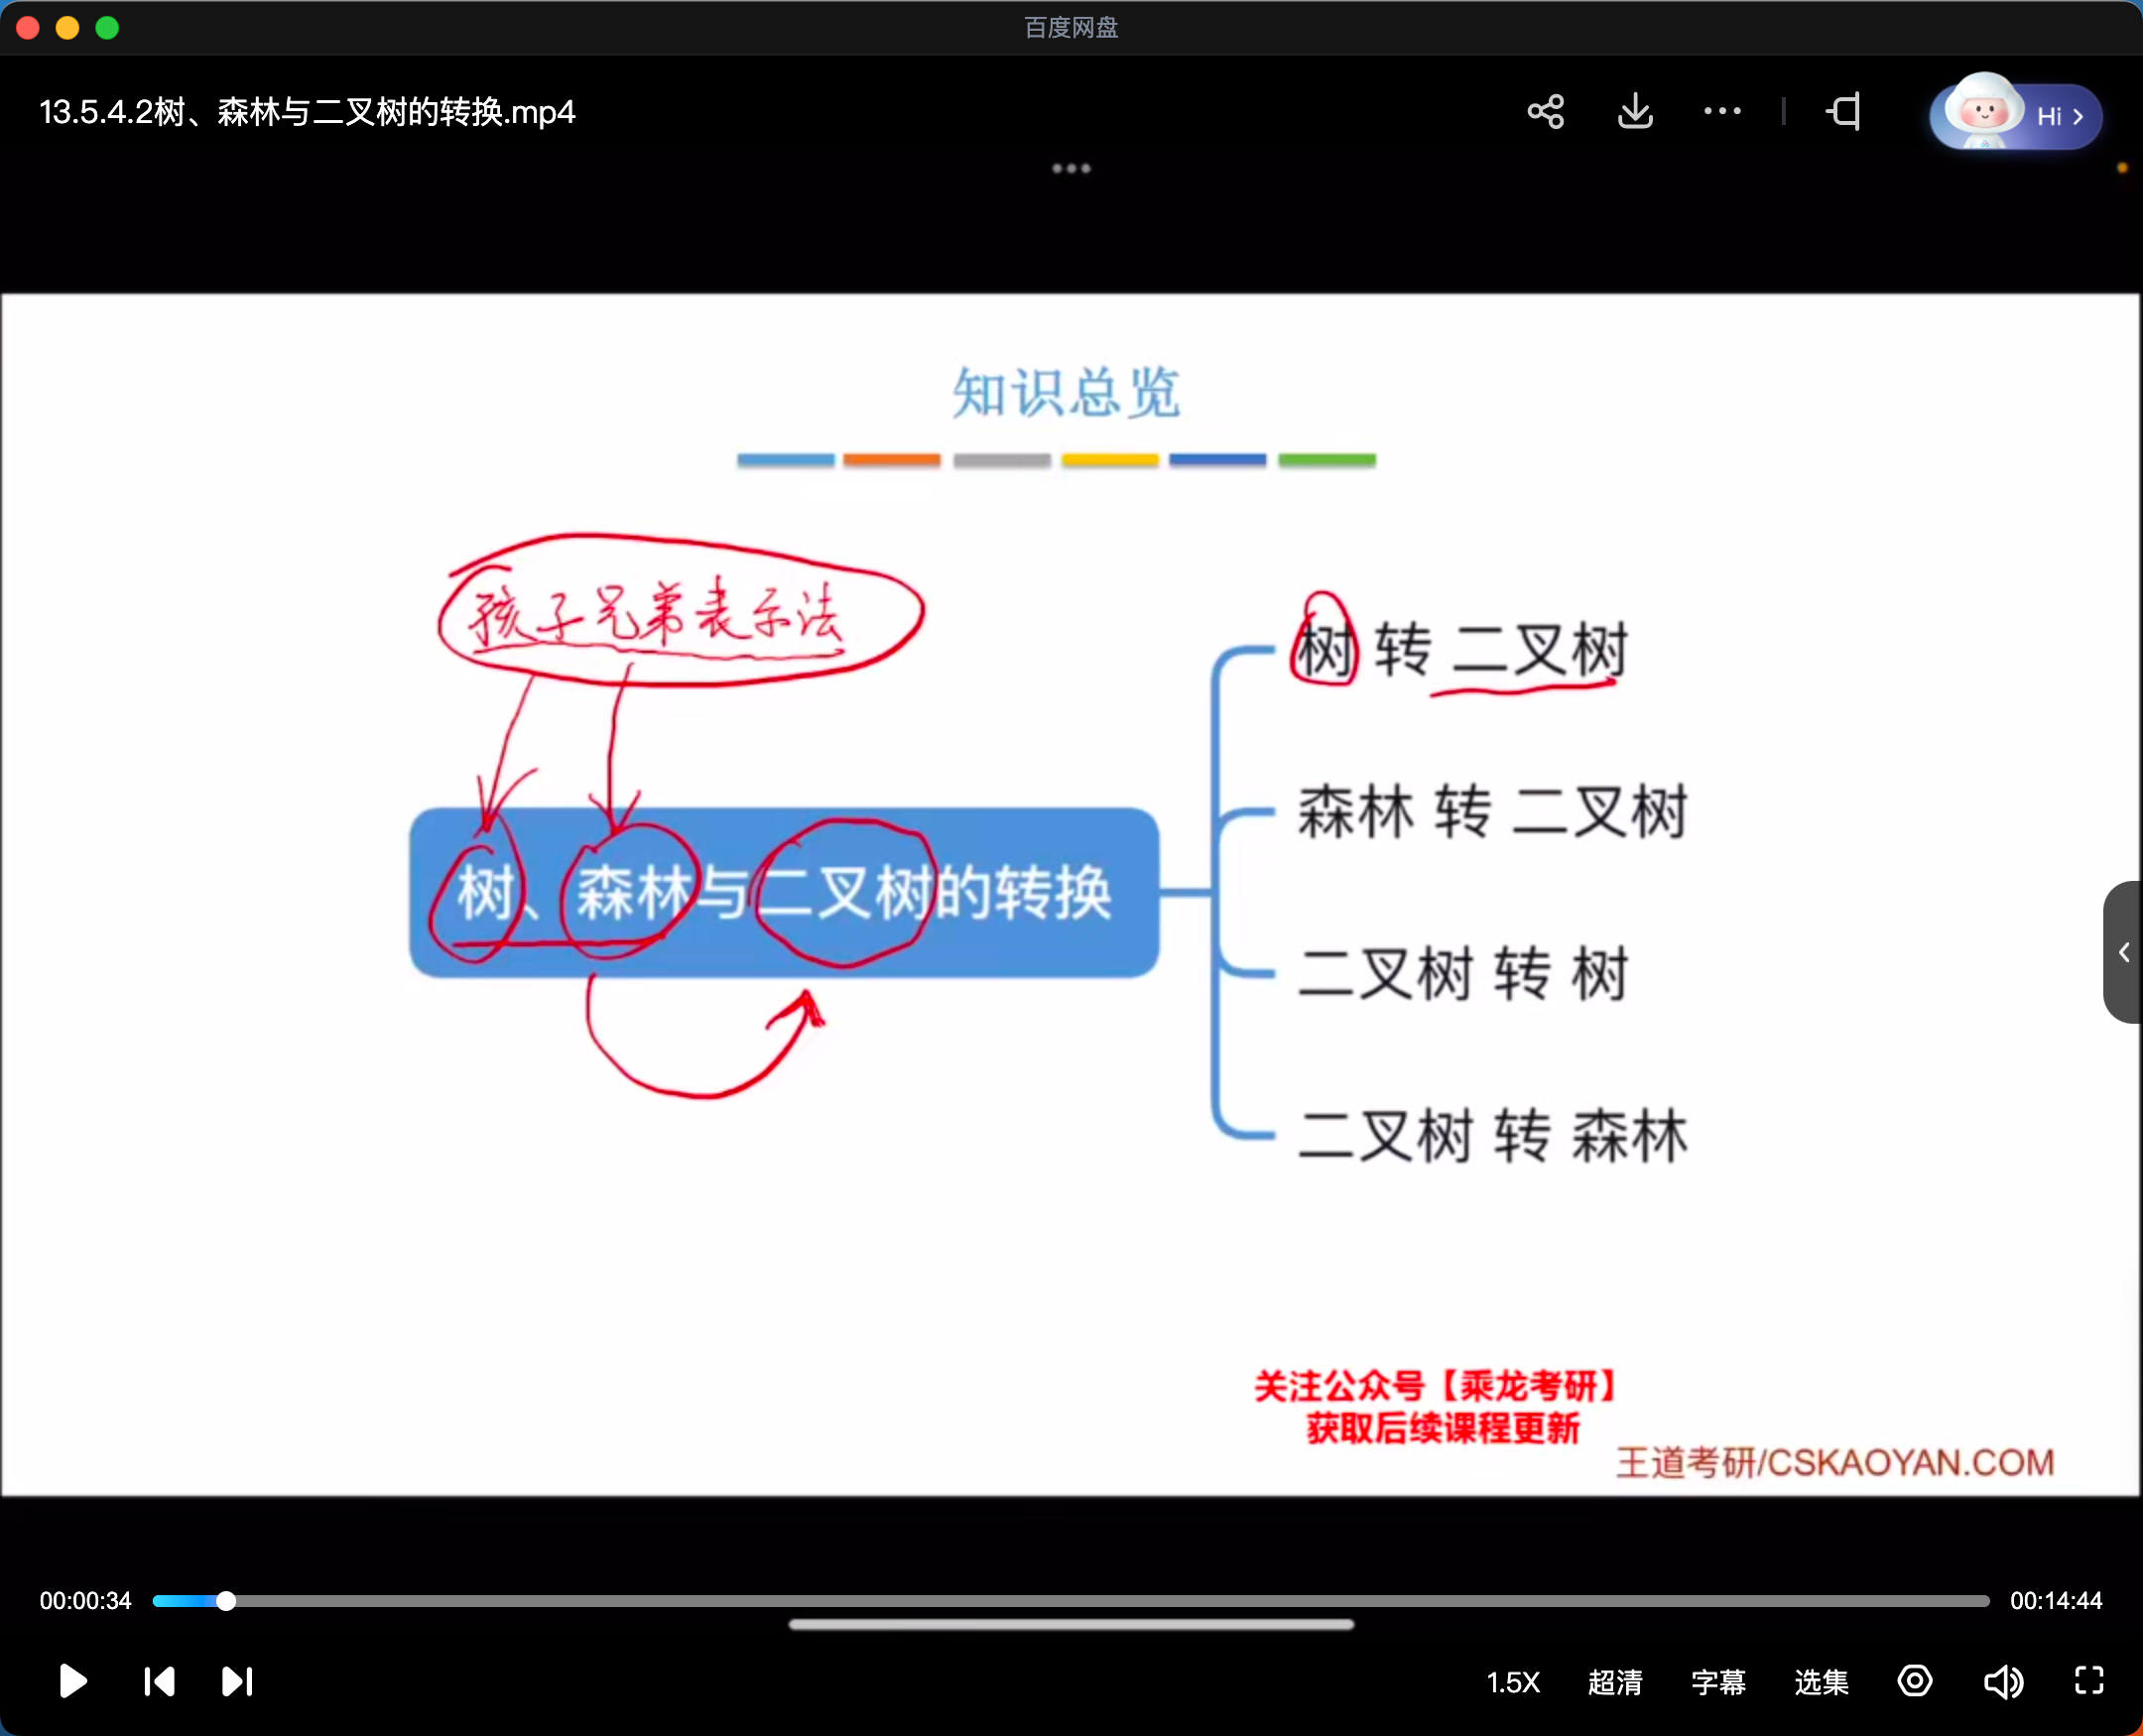 百度网盘
13.5.4.2树、森林与二叉树的转换.mp4
Hi
知识总览
孩子兄弟表示法
树、森林与二叉树的转换
树 转 二叉树
森林 转 二叉树
二叉树 转 树
二叉树 转 森林
关注公众号【乘龙考研】
获取后续课程更新
王道考研/CSKAOYAN.COM
00:00:34
00:14:44
1.5X
超清
字幕
选集